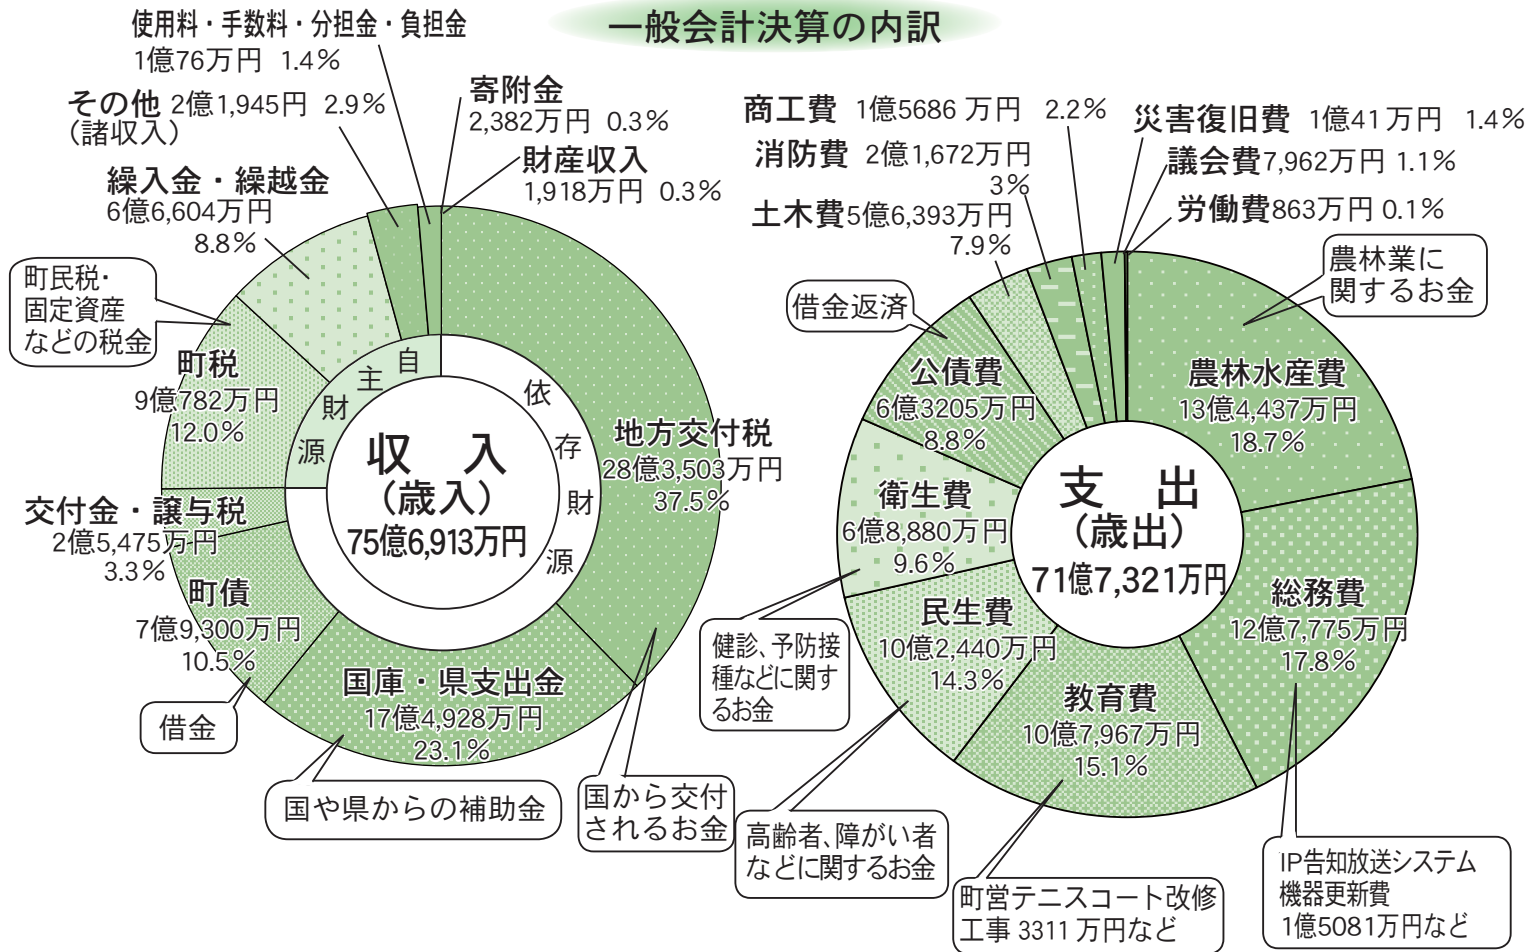 一般会計決算の内訳
使用料・手数料・分担金・負担金
1億76万円 1.4%
その他 2億1,945円 2.9%
（諸収入）
寄附金
2,382万円 0.3%
財産収入
1,918万円 0.3%
繰入金・繰越金
6億6,604万円
8.8%
町民税・
固定資産
などの税金
町税
9億782万円
12.0%
自主財源
依存財源
収入
（歳入）
75億6,913万円
地方交付税
28億3,503万円
37.5%
交付金・譲与税
2億5,475万円
3.3%
町債
7億9,300万円
10.5%
借金
国庫・県支出金
17億4,928万円
23.1%
国や県からの補助金
国から交付
されるお金
商工費 1億5686万円 2.2%
消防費 2億1,672万円
3%
土木費5億6,393万円
7.9%
災害復旧費 1億41万円 1.4%
議会費7,962万円 1.1%
労働費863万円 0.1%
農林業に
関するお金
借金返済
公債費
6億3205万円
8.8%
農林水産費
13億4,437万円
18.7%
衛生費
6億8,880万円
9.6%
支出
（歳出）
71億7,321万円
総務費
12億7,775万円
17.8%
民生費
10億2,440万円
14.3%
教育費
10億7,967万円
15.1%
健診、予防接
種などに関す
るお金
高齢者、障がい者
などに関するお金
町営テニスコート改修
工事 3311万円など
IP告知放送システム
機器更新費
1億5081万円など